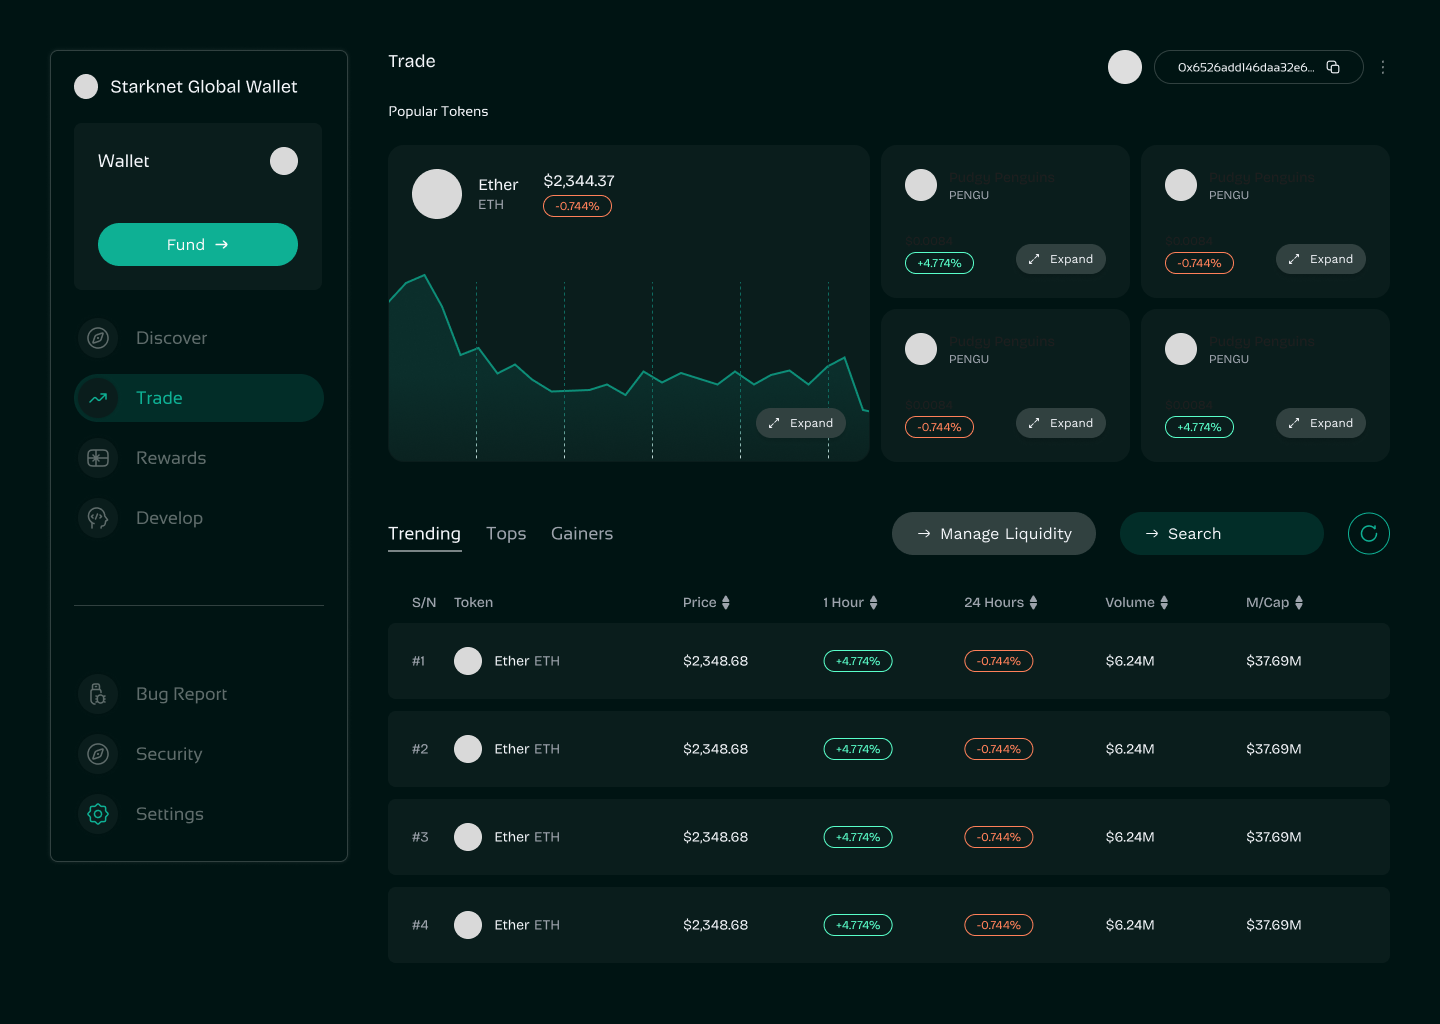 Starknet Global Wallet
Wallet
Fund
Discover
Trade
Rewards
Develop
Bug Report
Security
Settings
Trade
0x6526add146daa32e6...
Popular Tokens
Ether
ETH
$2,344.37
-0.744%
Expand
Pudgy Penguins
PENGU
$0.0084
+4.774%
Expand
Pudgy Penguins
PENGU
$0.0084
-0.744%
Expand
Pudgy Penguins
PENGU
$0.0084
-0.744%
Expand
Pudgy Penguins
PENGU
$0.0084
+4.774%
Expand
Trending Tops Gainers
Manage Liquidity
Search
S/N Token Price 1 Hour 24 Hours Volume M/Cap
#1 Ether ETH $2,348.68 +4.774% -0.744% $6.24M $37.69M
#2 Ether ETH $2,348.68 +4.774% -0.744% $6.24M $37.69M
#3 Ether ETH $2,348.68 +4.774% -0.744% $6.24M $37.69M
#4 Ether ETH $2,348.68 +4.774% -0.744% $6.24M $37.69M